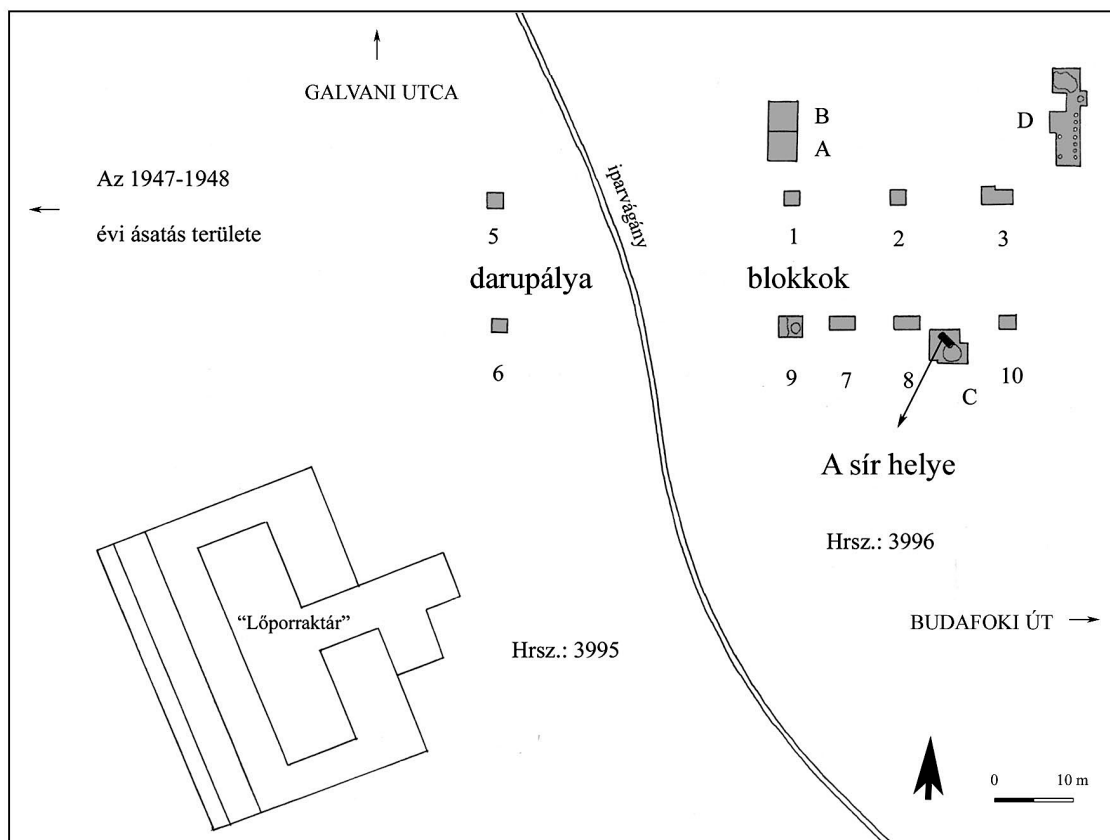 GALVANI UTCA
B
A
D
Az 1947-1948
évi ásatás területe
iparvágány
5
1
2
3
darupálya
blokkok
6
9
7
8
C
10
A sír helye
Hrsz.: 3996
“Lőporraktár”
BUDAFOKI ÚT
Hrsz.: 3995
0
10 m